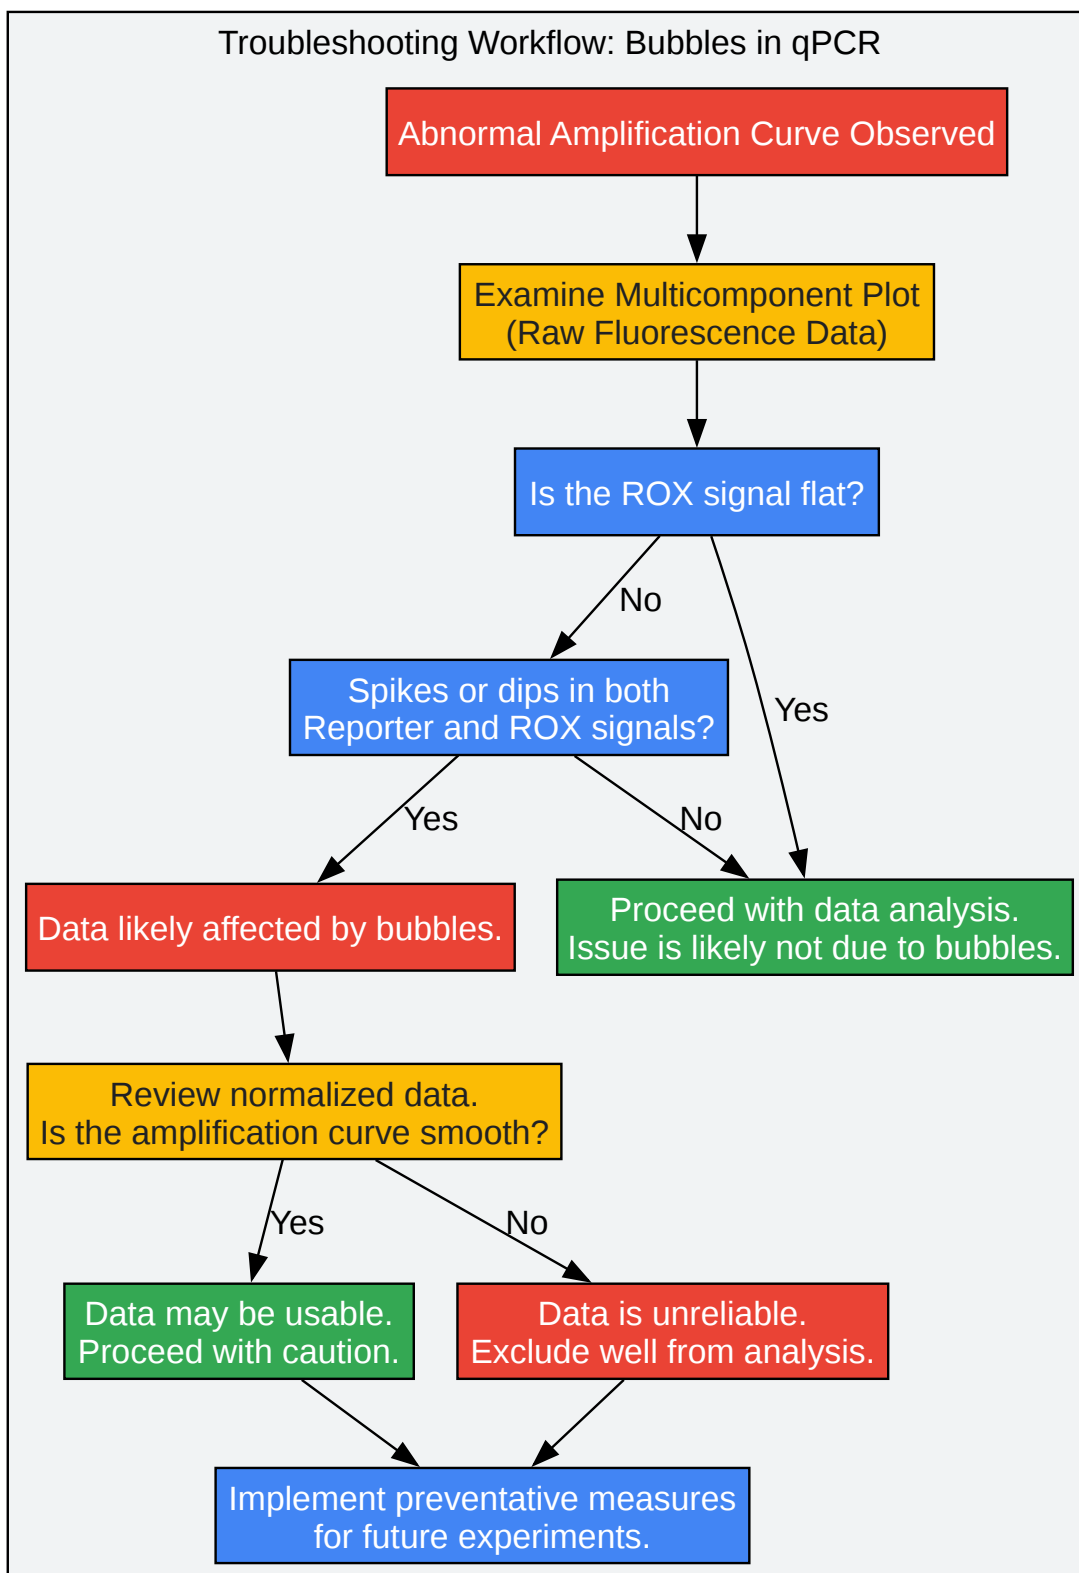 Troubleshooting Workflow: Bubbles in qPCR
Abnormal Amplification Curve Observed
Examine Multicomponent Plot
(Raw Fluorescence Data)
Is the ROX signal flat?
No
Yes
Spikes or dips in both
Reporter and ROX signals?
Yes
No
Data likely affected by bubbles.
Proceed with data analysis.
Issue is likely not due to bubbles.
Review normalized data.
Is the amplification curve smooth?
Yes
No
Data may be usable.
Proceed with caution.
Data is unreliable.
Exclude well from analysis.
Implement preventative measures
for future experiments.